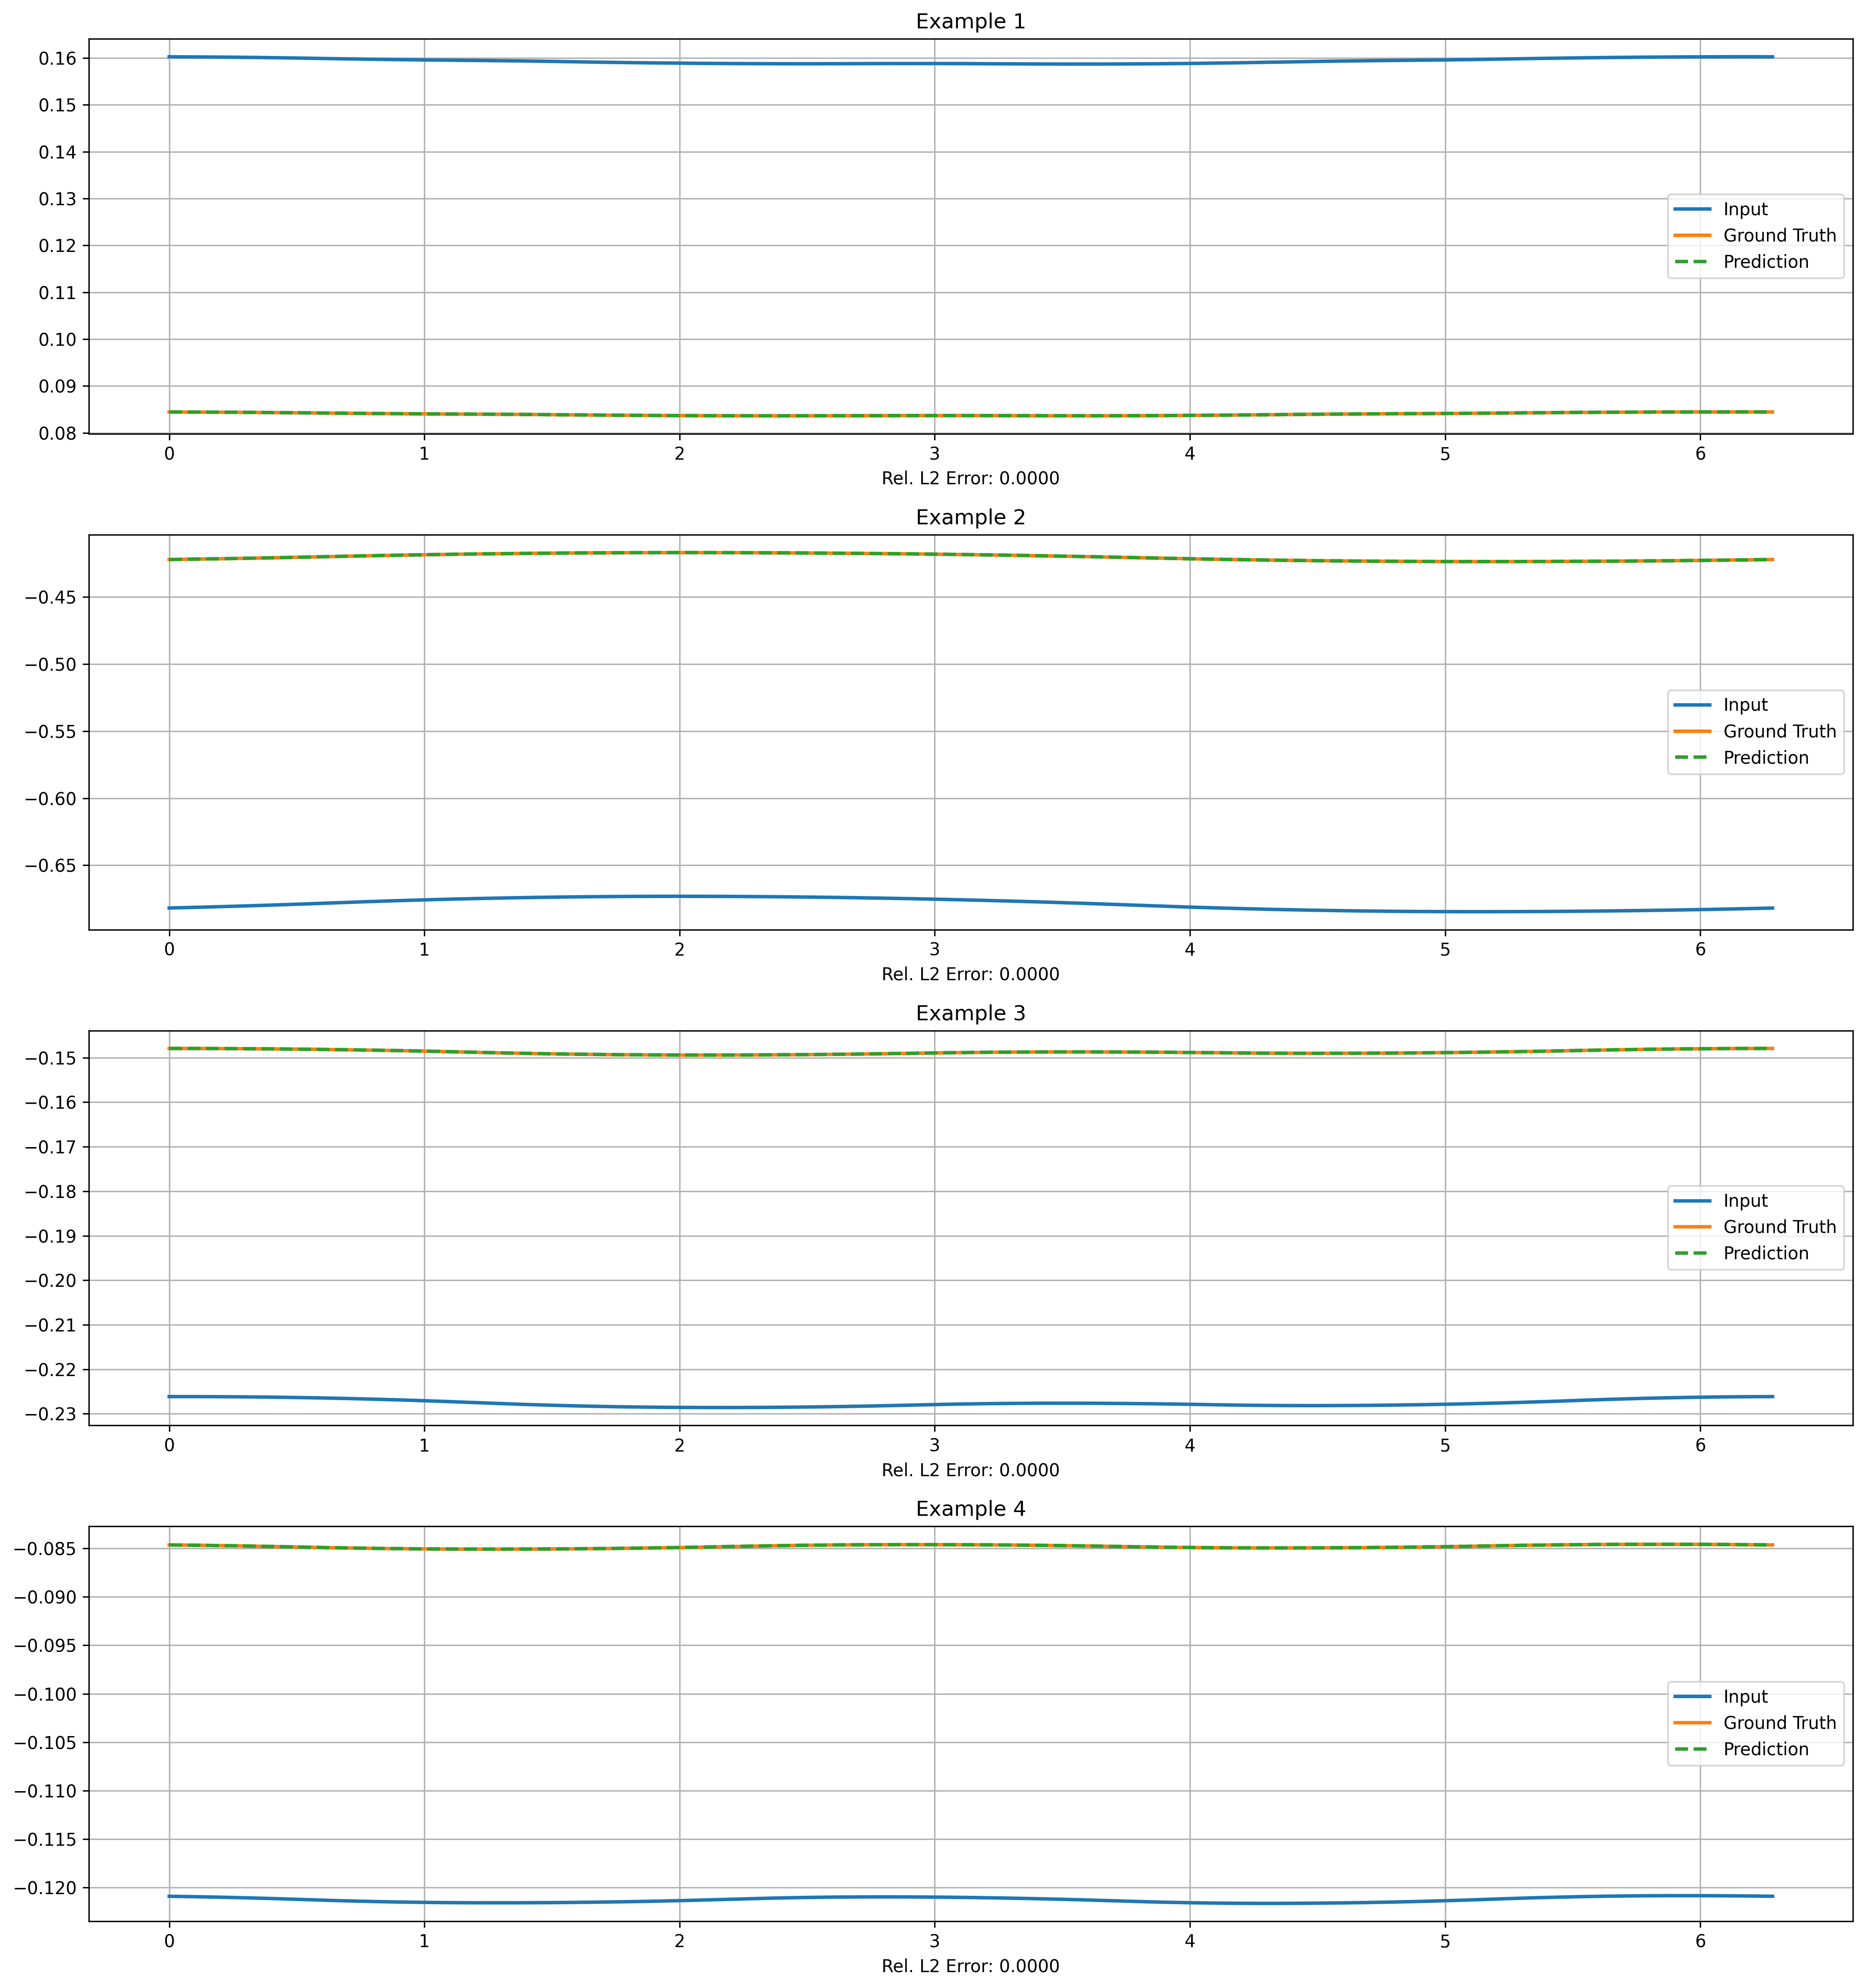 Example 1
0.16
0.15
0.14
0.13
0.12
0.11
0.10
0.09
0.08
Input
Ground Truth
Prediction
0 1 2 3 4 5 6
Rel. L2 Error: 0.0000
Example 2
−0.45
−0.50
−0.55
−0.60
−0.65
Input
Ground Truth
Prediction
0 1 2 3 4 5 6
Rel. L2 Error: 0.0000
Example 3
−0.15
−0.16
−0.17
−0.18
−0.19
−0.20
−0.21
−0.22
−0.23
Input
Ground Truth
Prediction
0 1 2 3 4 5 6
Rel. L2 Error: 0.0000
Example 4
−0.085
−0.090
−0.095
−0.100
−0.105
−0.110
−0.115
−0.120
Input
Ground Truth
Prediction
0 1 2 3 4 5 6
Rel. L2 Error: 0.0000